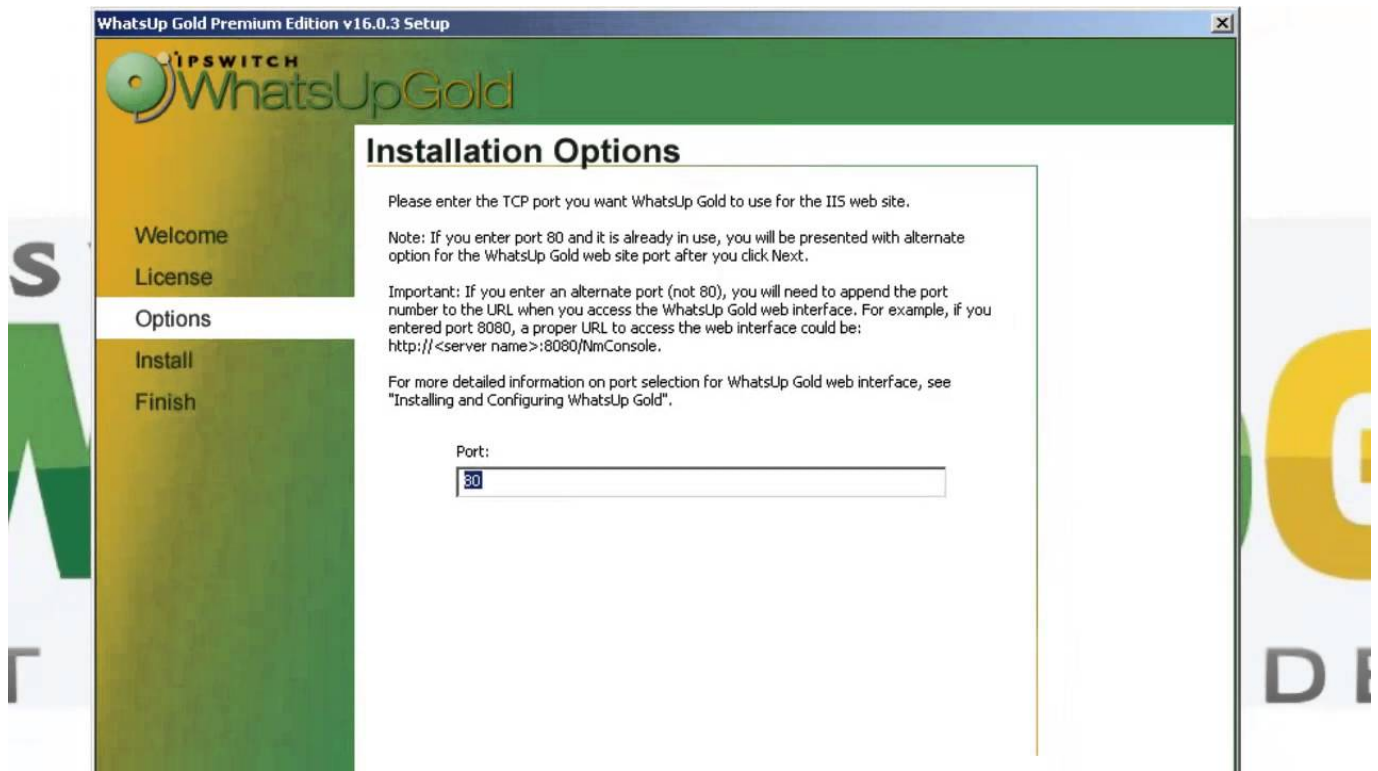 WhatsUp Gold Premium Edition v16.0.3 Setup
IPSWITCH
WhatsUpGold
Installation Options
Please enter the TCP port you want WhatsUp Gold to use for the IIS web site.
Note: If you enter port 80 and it is already in use, you will be presented with alternate
option for the WhatsUp Gold web site port after you click Next.
Important: If you enter an alternate port (not 80), you will need to append the port
number to the URL when you access the WhatsUp Gold web interface. For example, if you
entered port 8080, a proper URL to access the web interface could be:
http://<server name>:8080/NmConsole.
For more detailed information on port selection for WhatsUp Gold web interface, see
"Installing and Configuring WhatsUp Gold".
Port:
80
Welcome
License
Options
Install
Finish
S
T
G
D E